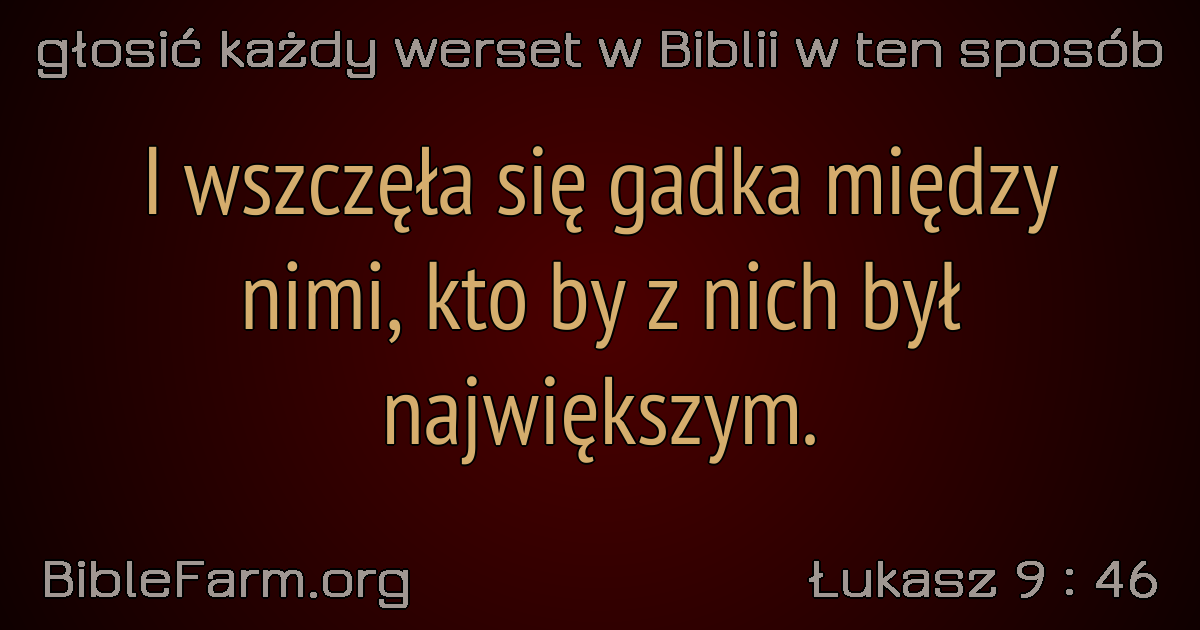 głosić każdy werset w Biblii w ten sposób
I wszczęła się gadka między
nimi, kto by z nich był
największym.
BibleFarm.org
Łukasz 9 : 46